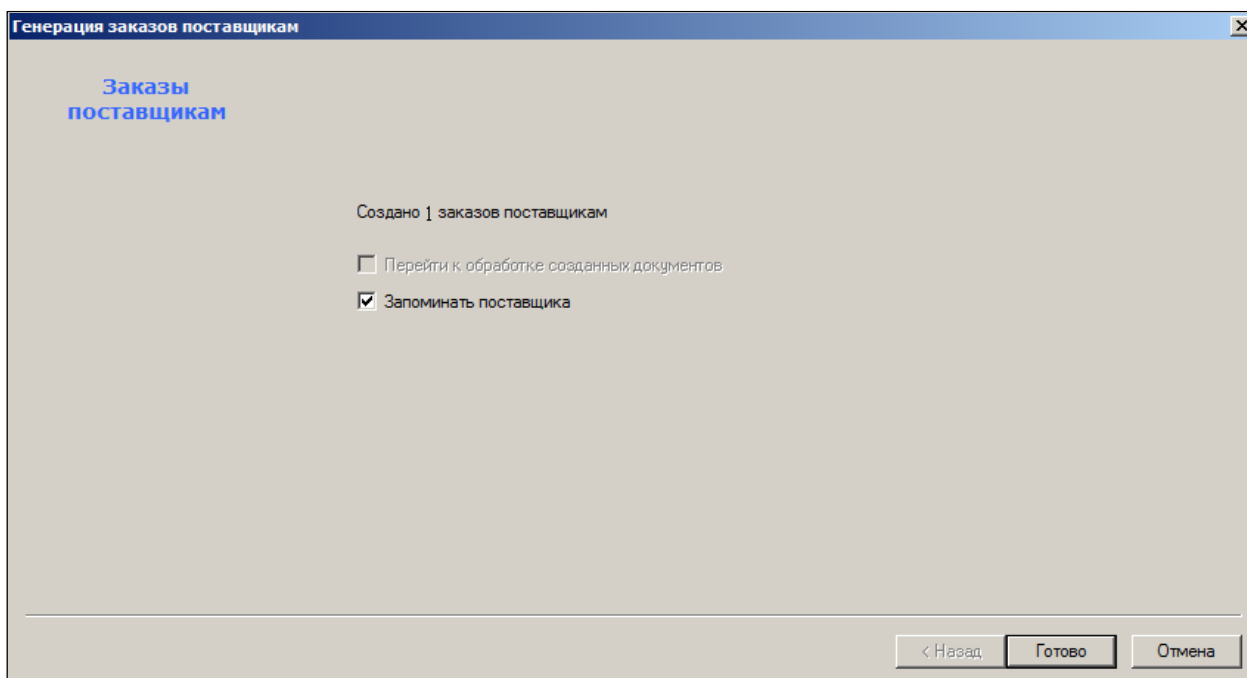 Генерация заказов поставщикам
Заказы
поставщикам
Создано 1 заказов поставщикам
Перейти к обработке созданных документов
Запоминать поставщика
< Назад
Готово
Отмена